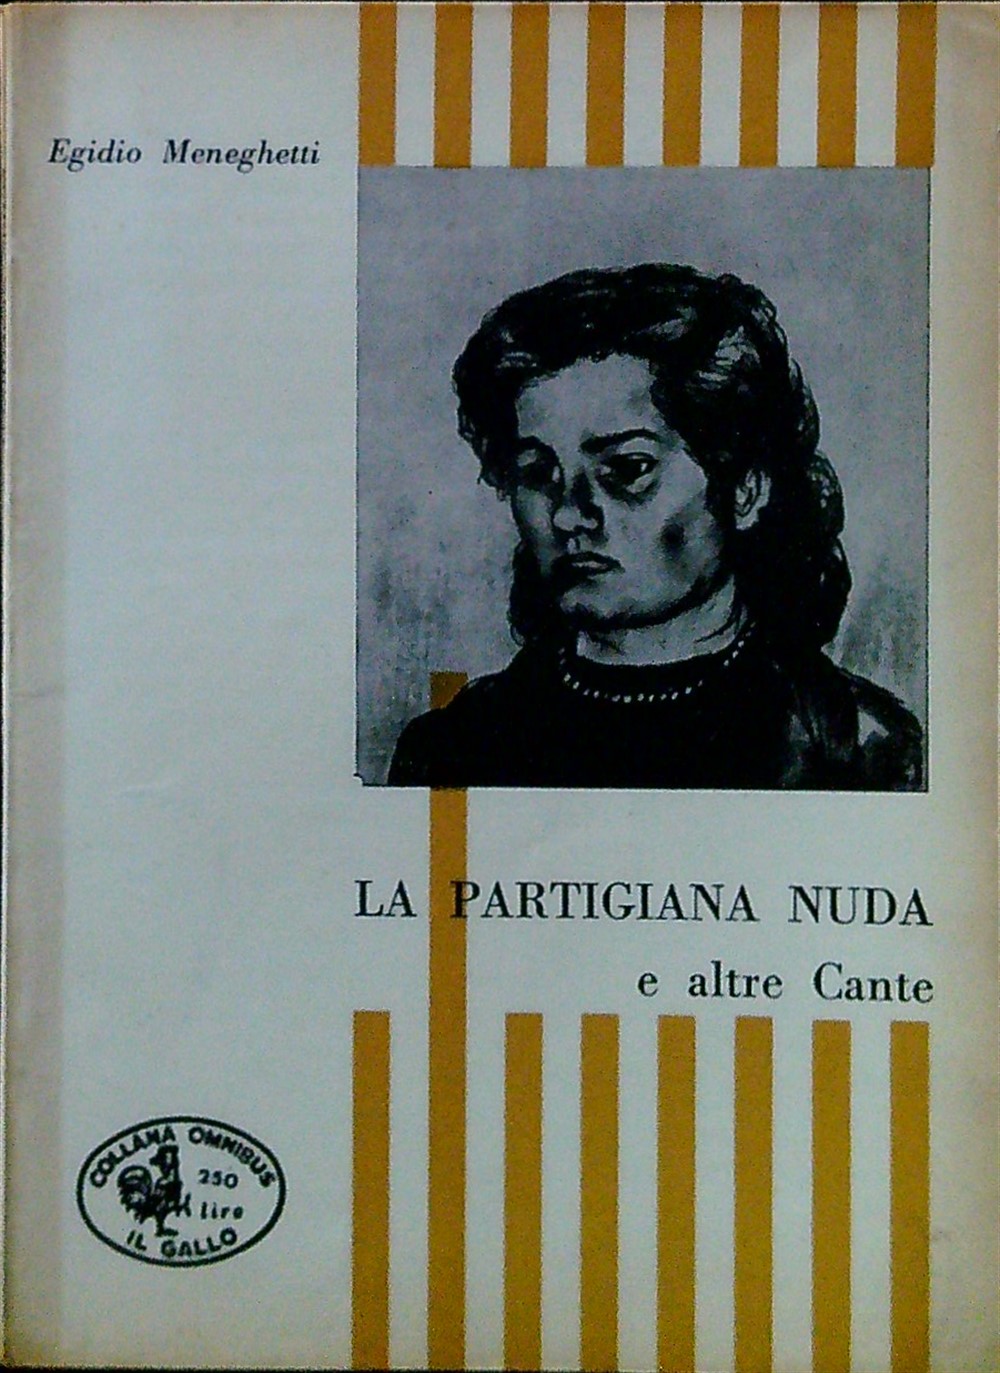 Egidio Meneghetti
LA PARTIGIANA NUDA
e altre Cante
COLLANA OMNIBUS
250
lire
IL GALLO